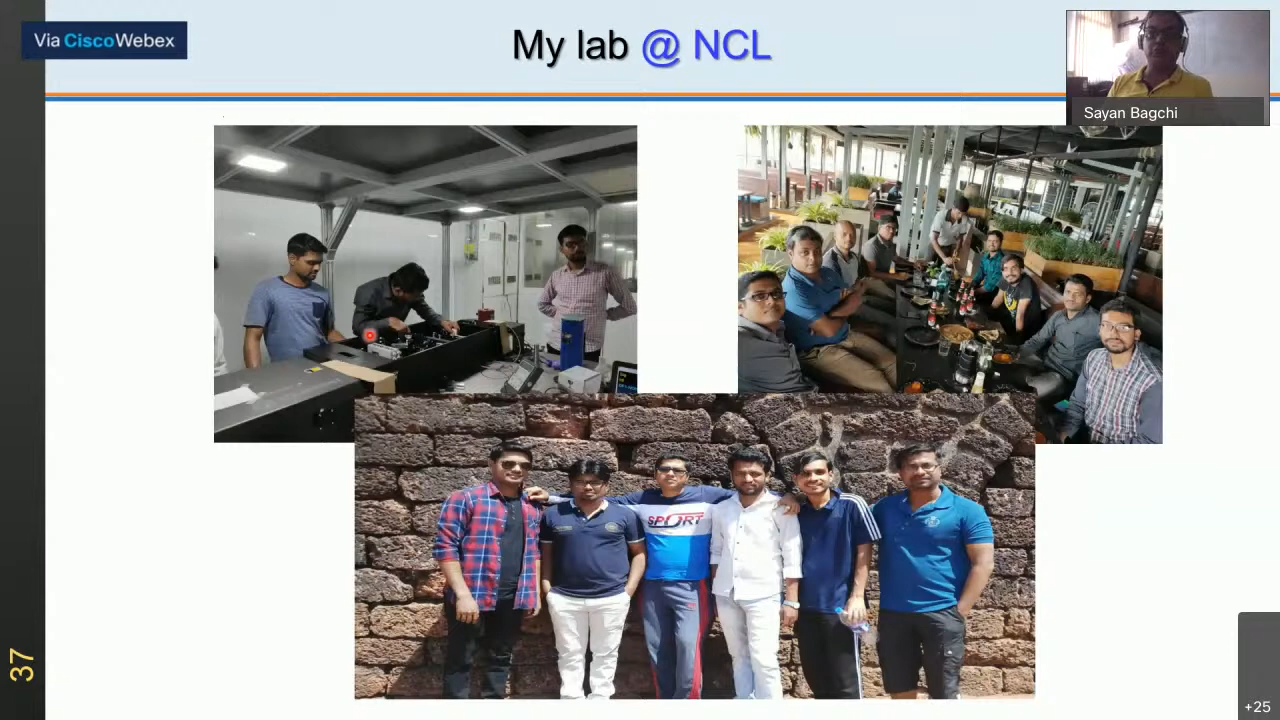 Via CiscoWebex
My lab @ NCL
Sayan Bagchi
SPORT
37
+25